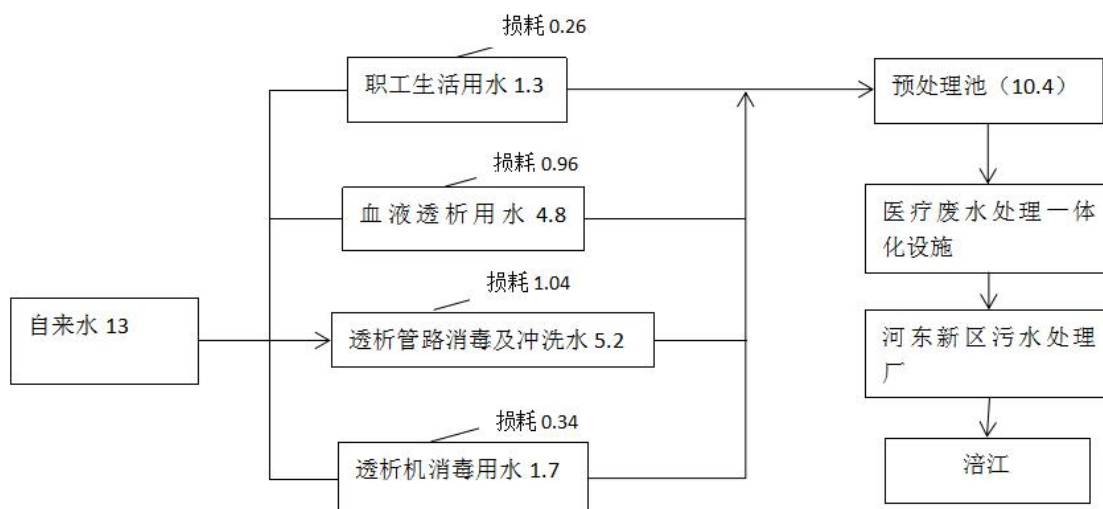 损耗 0.26
职工生活用水 1.3
预处理池（10.4）
损耗 0.96
血液透析用水 4.8
医疗废水处理一体
化设施
损耗 1.04
自来水 13
透析管路消毒及冲洗水 5.2
河东新区污水处理
厂
损耗 0.34
透析机消毒用水 1.7
涪江